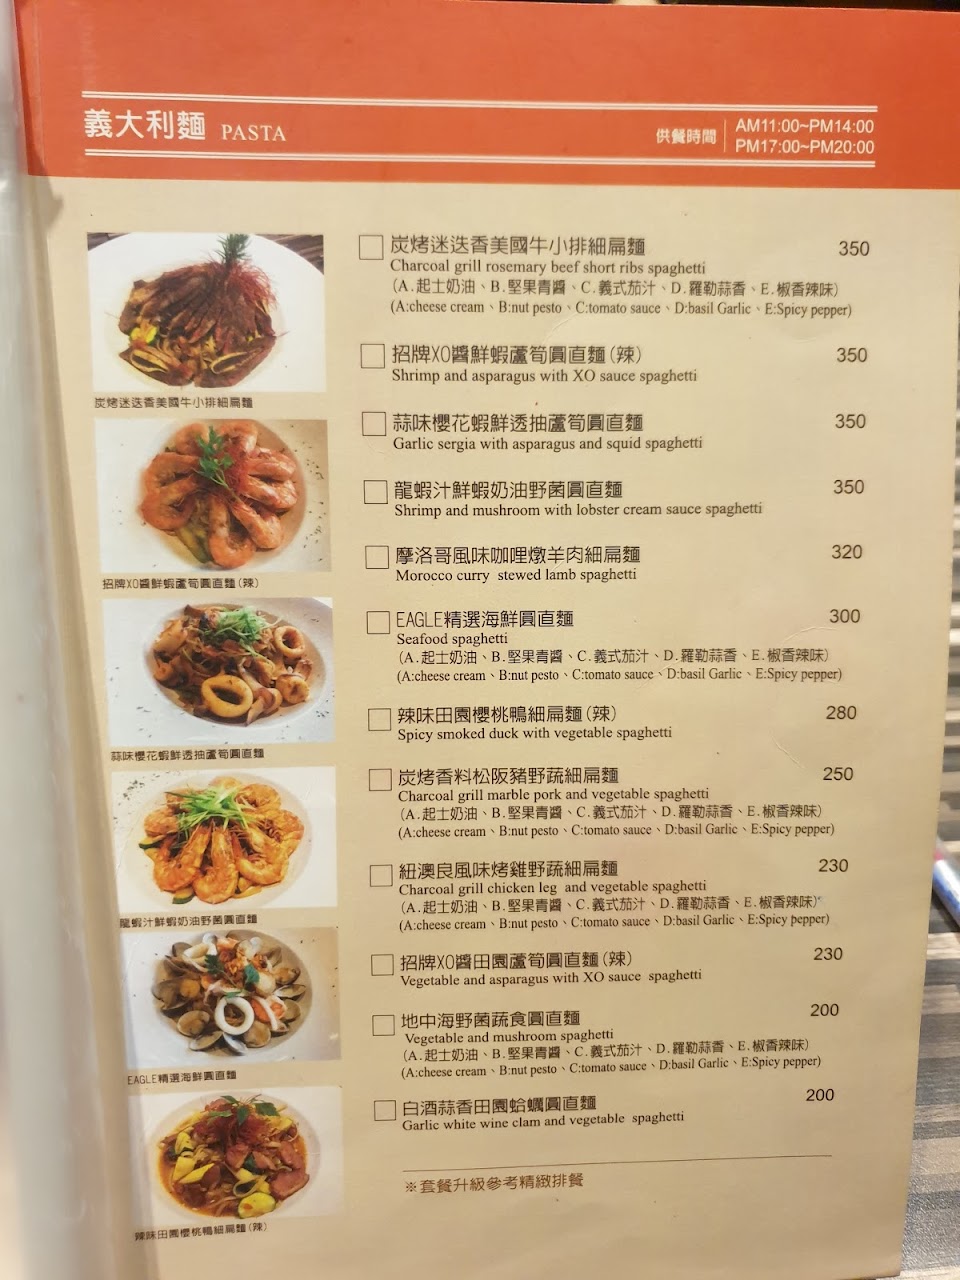 義大利麵 PASTA
供餐時間 AM11:00~PM14:00
PM17:00~PM20:00
炭烤迷迭香美國牛小排細扁麵 350
Charcoal grill rosemary beef short ribs spaghetti
(A.起士奶油、B.堅果青醬、C.義式茄汁、D.羅勒蒜香、E.椒香辣味)
(A:cheese cream、B:nut pesto、C:tomato sauce、D:basil Garlic、E:Spicy pepper)
招牌XO醬鮮蝦蘆筍圓直麵(辣) 350
Shrimp and asparagus with XO sauce spaghetti
蒜味櫻花蝦鮮透抽蘆筍圓直麵 350
Garlic sergia with asparagus and squid spaghetti
龍蝦汁鮮蝦奶油野菌圓直麵 350
Shrimp and mushroom with lobster cream sauce spaghetti
摩洛哥風味咖哩燉羊肉細扁麵 320
Morocco curry stewed lamb spaghetti
EAGLE精選海鮮圓直麵 300
Seafood spaghetti
(A.起士奶油、B.堅果青醬、C.義式茄汁、D.羅勒蒜香、E.椒香辣味)
(A:cheese cream、B:nut pesto、C:tomato sauce、D:basil Garlic、E:Spicy pepper)
辣味田園櫻桃鴨細扁麵(辣) 280
Spicy smoked duck with vegetable spaghetti
炭烤香料松阪豬野蔬細扁麵 250
Charcoal grill marble pork and vegetable spaghetti
(A.起士奶油、B.堅果青醬、C.義式茄汁、D.羅勒蒜香、E.椒香辣味)
(A:cheese cream、B:nut pesto、C:tomato sauce、D:basil Garlic、E:Spicy pepper)
紐澳良風味烤雞野蔬細扁麵 230
Charcoal grill chicken leg and vegetable spaghetti
(A.起士奶油、B.堅果青醬、C.義式茄汁、D.羅勒蒜香、E.椒香辣味)
(A:cheese cream、B:nut pesto、C:tomato sauce、D:basil Garlic、E:Spicy pepper)
招牌XO醬田園蘆筍圓直麵(辣) 230
Vegetable and asparagus with XO sauce spaghetti
地中海野菌蔬食圓直麵 200
Vegetable and mushroom spaghetti
(A.起士奶油、B.堅果青醬、C.義式茄汁、D.羅勒蒜香、E.椒香辣味)
(A:cheese cream、B:nut pesto、C:tomato sauce、D:basil Garlic、E:Spicy pepper)
白酒蒜香田園蛤蠣圓直麵 200
Garlic white wine clam and vegetable spaghetti
※套餐升級參考精緻排餐
炭烤迷迭香美國牛小排細扁麵
招牌XO醬鮮蝦蘆筍圓直麵(辣)
蒜味櫻花蝦鮮透抽蘆筍圓直麵
龍蝦汁鮮蝦奶油野菌圓直麵
EAGLE精選海鮮圓直麵
辣味田園櫻桃鴨細扁麵(辣)